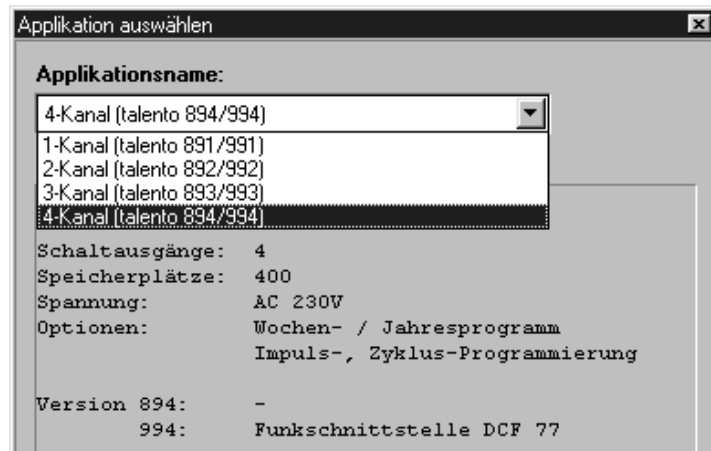 Applikation auswählen
Applikationsname:
4-Kanal (talento 894/994)
1-Kanal (talento 891/991)
2-Kanal (talento 892/992)
3-Kanal (talento 893/993)
4-Kanal (talento 894/994)
Schaltausgänge: 4
Speicherplätze: 400
Spannung: AC 230V
Optionen: Wochen- / Jahresprogramm
Impuls-, Zyklus-Programmierung
Version 894: -
994: Funkschnittstelle DCF 77